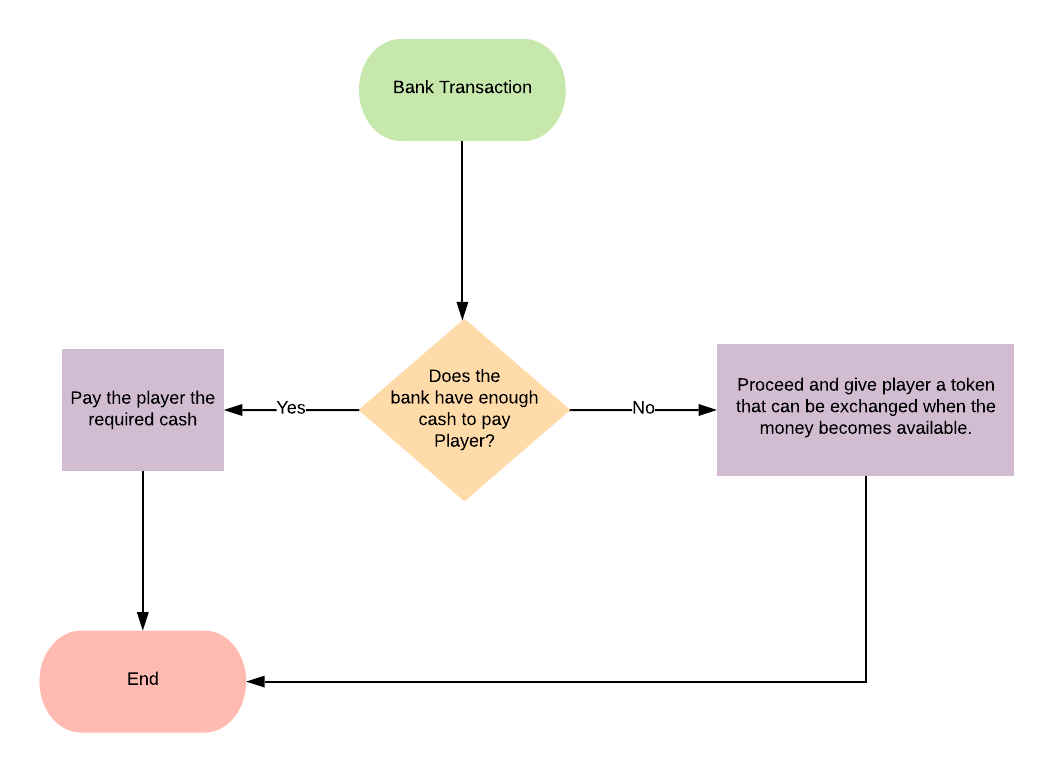 Bank Transaction
Does the
bank have enough
cash to pay
Player?
Yes
No
Pay the player the
required cash
Proceed and give player a token
that can be exchanged when the
money becomes available.
End